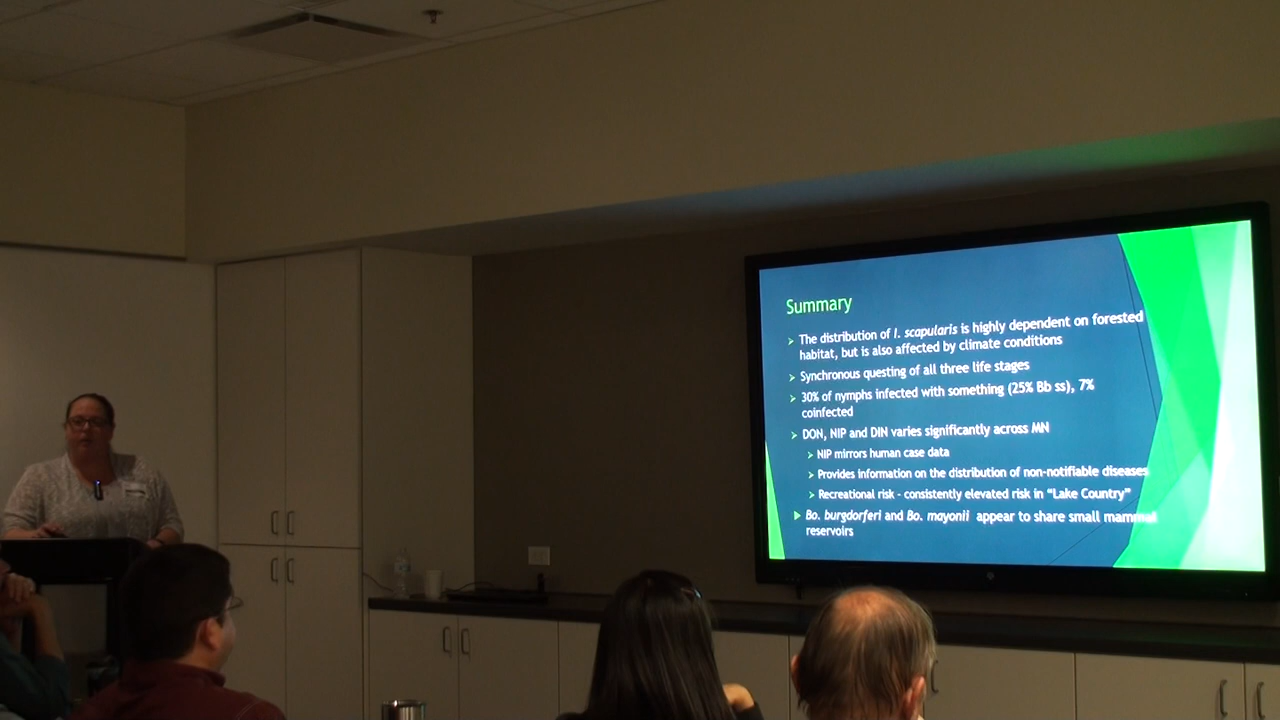 Summary
The distribution of I. scapularis is highly dependent on forested
habitat, but is also affected by climate conditions
Synchronous questing of all three life stages
30% of nymphs infected with something (25% Bb ss), 7%
coinfected
DON, NIP and DIN varies significantly across MN
NIP mirrors human case data
Provides information on the distribution of non-notifiable diseases
Recreational risk - consistently elevated risk in "Lake Country"
Bo. burgdorferi and Bo. mayonii appear to share small mammal
reservoirs